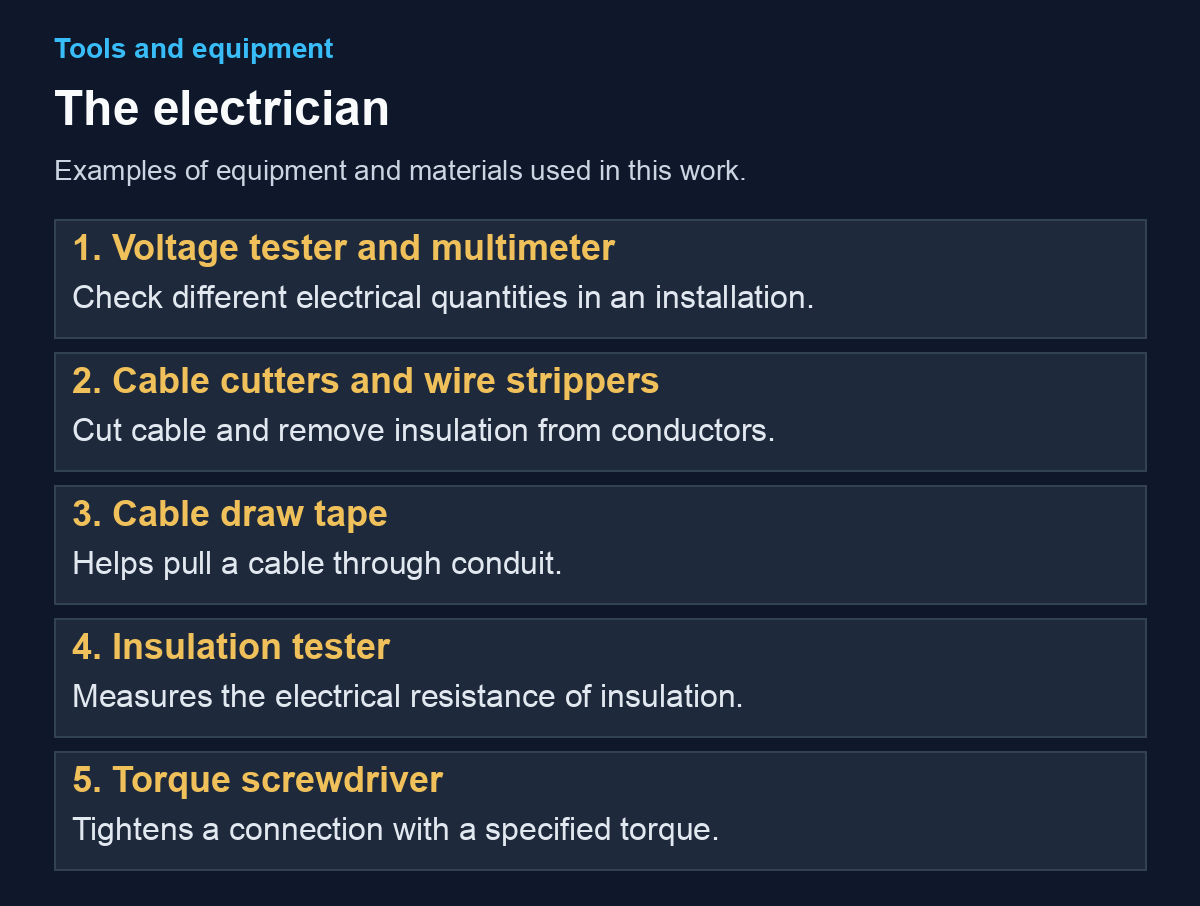 Tools and equipment
The electrician
Examples of equipment and materials used in this work.
1. Voltage tester and multimeter
Check different electrical quantities in an installation.
2. Cable cutters and wire strippers
Cut cable and remove insulation from conductors.
3. Cable draw tape
Helps pull a cable through conduit.
4. Insulation tester
Measures the electrical resistance of insulation.
5. Torque screwdriver
Tightens a connection with a specified torque.